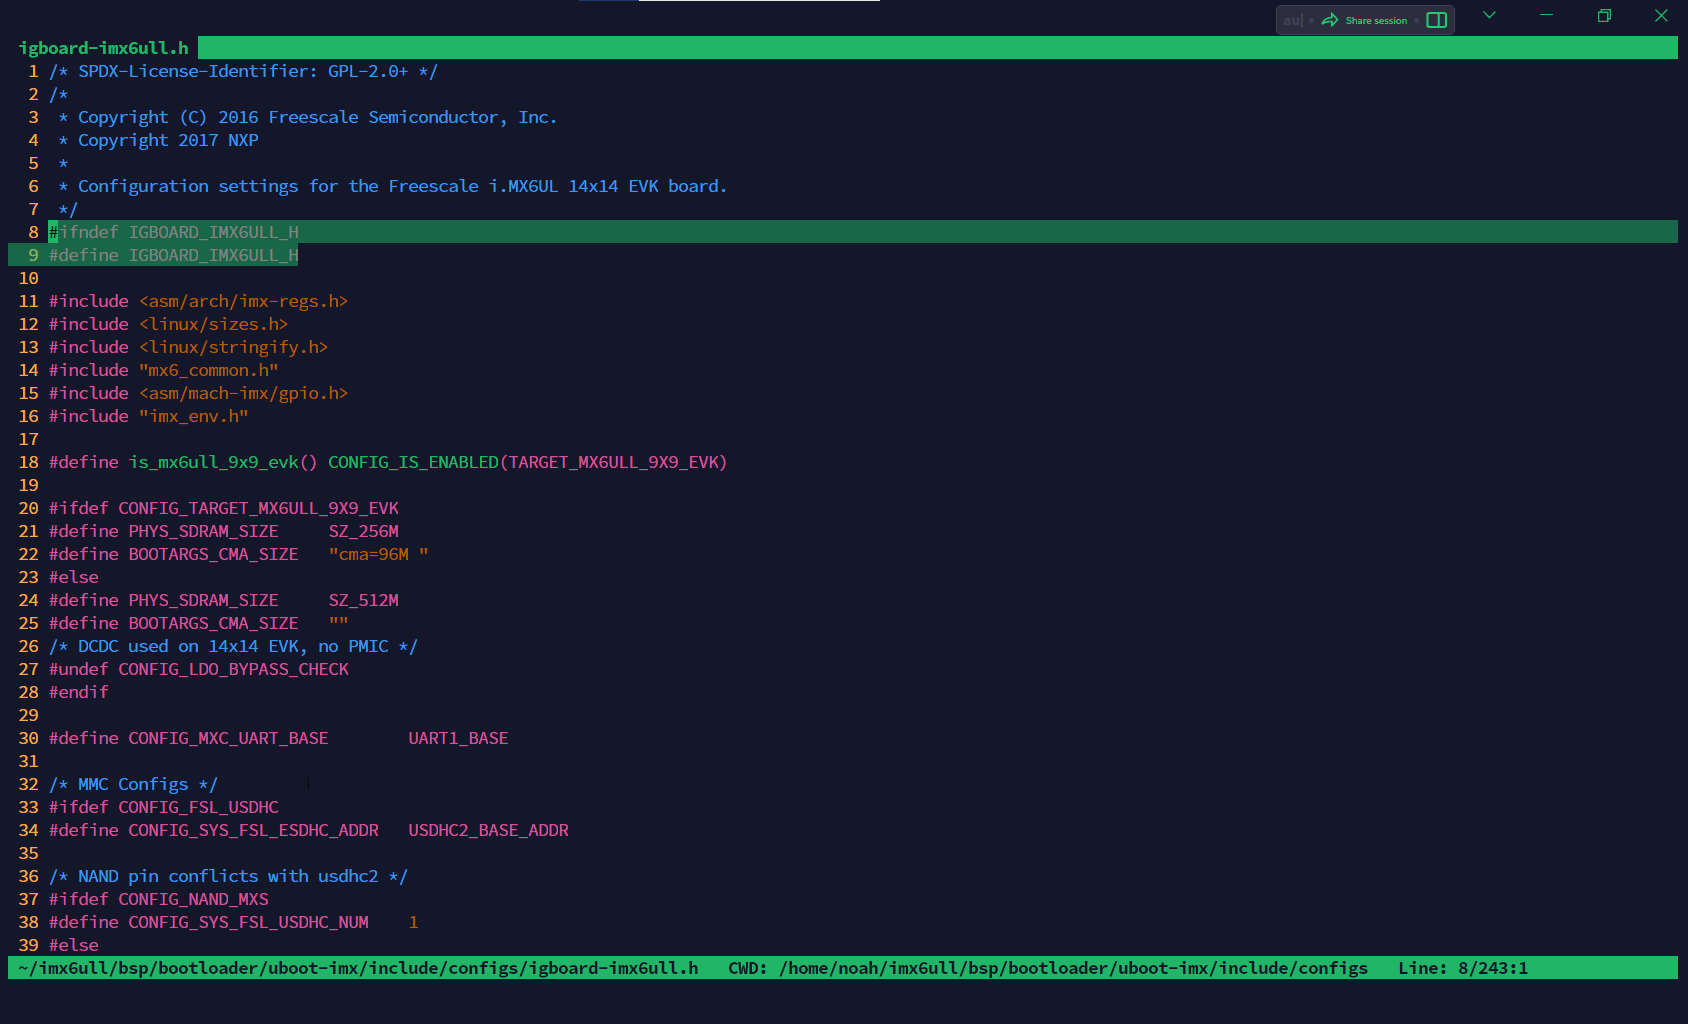 au Share session
igboard-imx6ull.h
1 /* SPDX-License-Identifier: GPL-2.0+ */
2 /*
3  * Copyright (C) 2016 Freescale Semiconductor, Inc.
4  * Copyright 2017 NXP
5  *
6  * Configuration settings for the Freescale i.MX6UL 14x14 EVK board.
7  */
8 #ifndef IGBOARD_IMX6ULL_H
9 #define IGBOARD_IMX6ULL_H
10
11 #include <asm/arch/imx-regs.h>
12 #include <linux/sizes.h>
13 #include <linux/stringify.h>
14 #include "mx6_common.h"
15 #include <asm/mach-imx/gpio.h>
16 #include "imx_env.h"
17
18 #define is_mx6ull_9x9_evk() CONFIG_IS_ENABLED(TARGET_MX6ULL_9X9_EVK)
19
20 #ifdef CONFIG_TARGET_MX6ULL_9X9_EVK
21 #define PHYS_SDRAM_SIZE     SZ_256M
22 #define BOOTARGS_CMA_SIZE   "cma=96M "
23 #else
24 #define PHYS_SDRAM_SIZE     SZ_512M
25 #define BOOTARGS_CMA_SIZE   ""
26 /* DCDC used on 14x14 EVK, no PMIC */
27 #undef CONFIG_LDO_BYPASS_CHECK
28 #endif
29
30 #define CONFIG_MXC_UART_BASE        UART1_BASE
31
32 /* MMC Configs */
33 #ifdef CONFIG_FSL_USDHC
34 #define CONFIG_SYS_FSL_ESDHC_ADDR   USDHC2_BASE_ADDR
35
36 /* NAND pin conflicts with usdhc2 */
37 #ifdef CONFIG_NAND_MXS
38 #define CONFIG_SYS_FSL_USDHC_NUM    1
39 #else
~/imx6ull/bsp/bootloader/uboot-imx/include/configs/igboard-imx6ull.h   CWD: /home/noah/imx6ull/bsp/bootloader/uboot-imx/include/configs   Line: 8/243:1